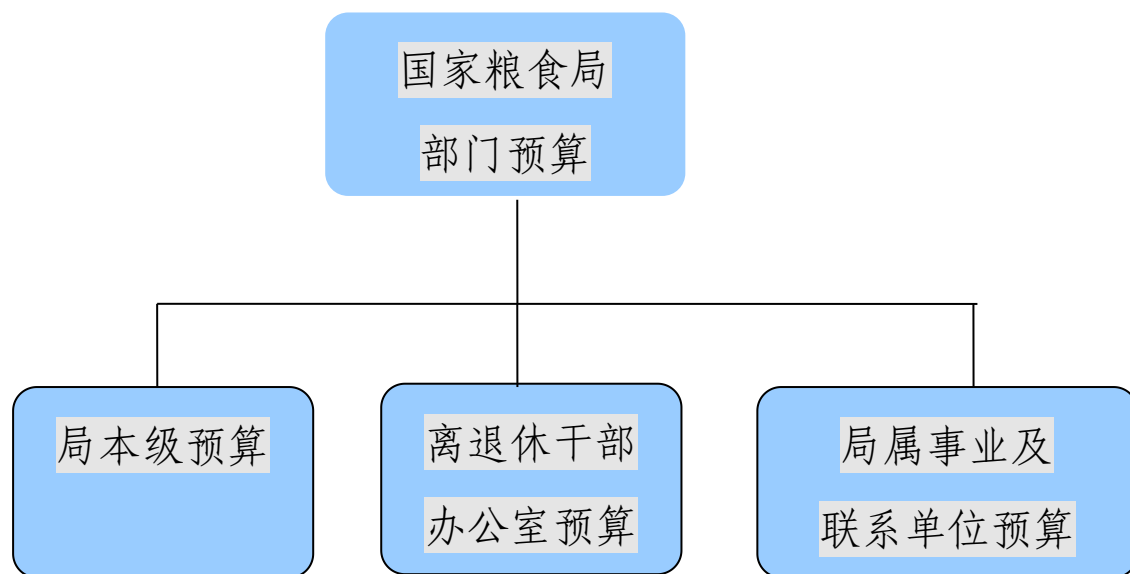 国家粮食局
部门预算
局本级预算
离退休干部
办公室预算
局属事业及
联系单位预算